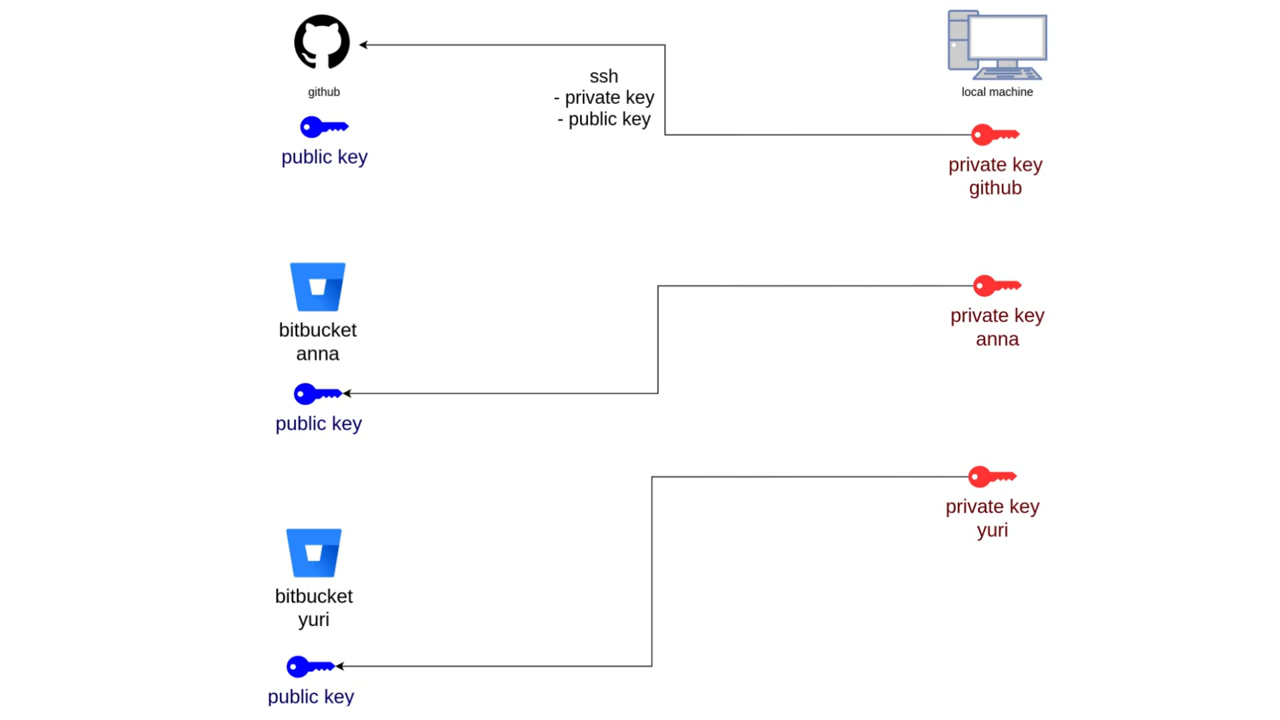 github
public key
ssh
- private key
- public key
local machine
private key
github
bitbucket
anna
public key
private key
anna
bitbucket
yuri
public key
private key
yuri